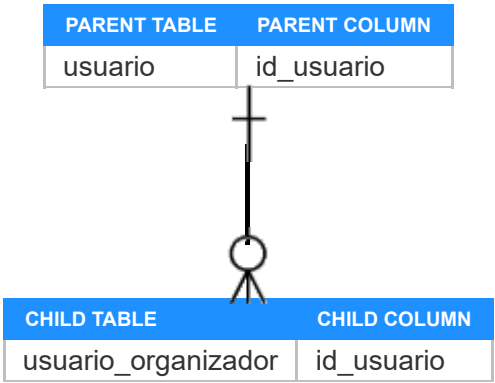 PARENT TABLE PARENT COLUMN
usuario id_usuario
CHILD TABLE CHILD COLUMN
usuario_organizador id_usuario